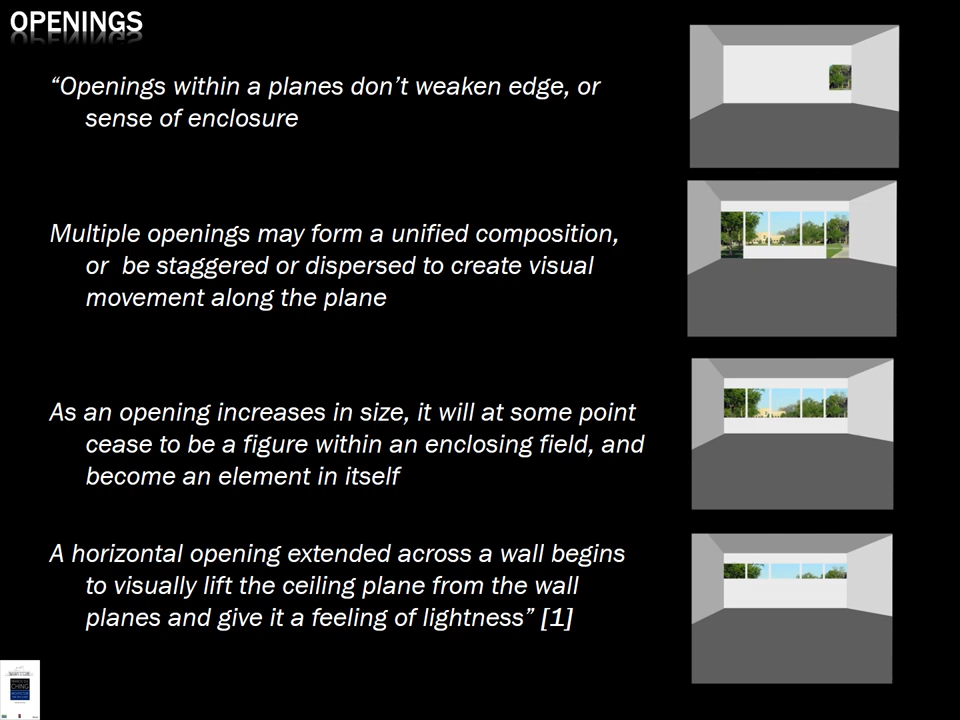 OPENINGS
“Openings within a planes don’t weaken edge, or
sense of enclosure
Multiple openings may form a unified composition,
or be staggered or dispersed to create visual
movement along the plane
As an opening increases in size, it will at some point
cease to be a figure within an enclosing field, and
become an element in itself
A horizontal opening extended across a wall begins
to visually lift the ceiling plane from the wall
planes and give it a feeling of lightness” [1]
CHING